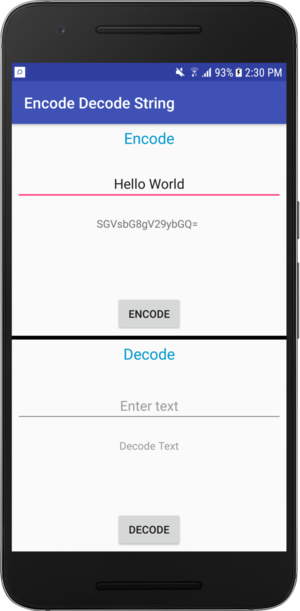 93% 2:30 PM
Encode Decode String
Encode
Hello World
SGVsbG8gV29ybGQ=
ENCODE
Decode
Enter text
Decode Text
DECODE